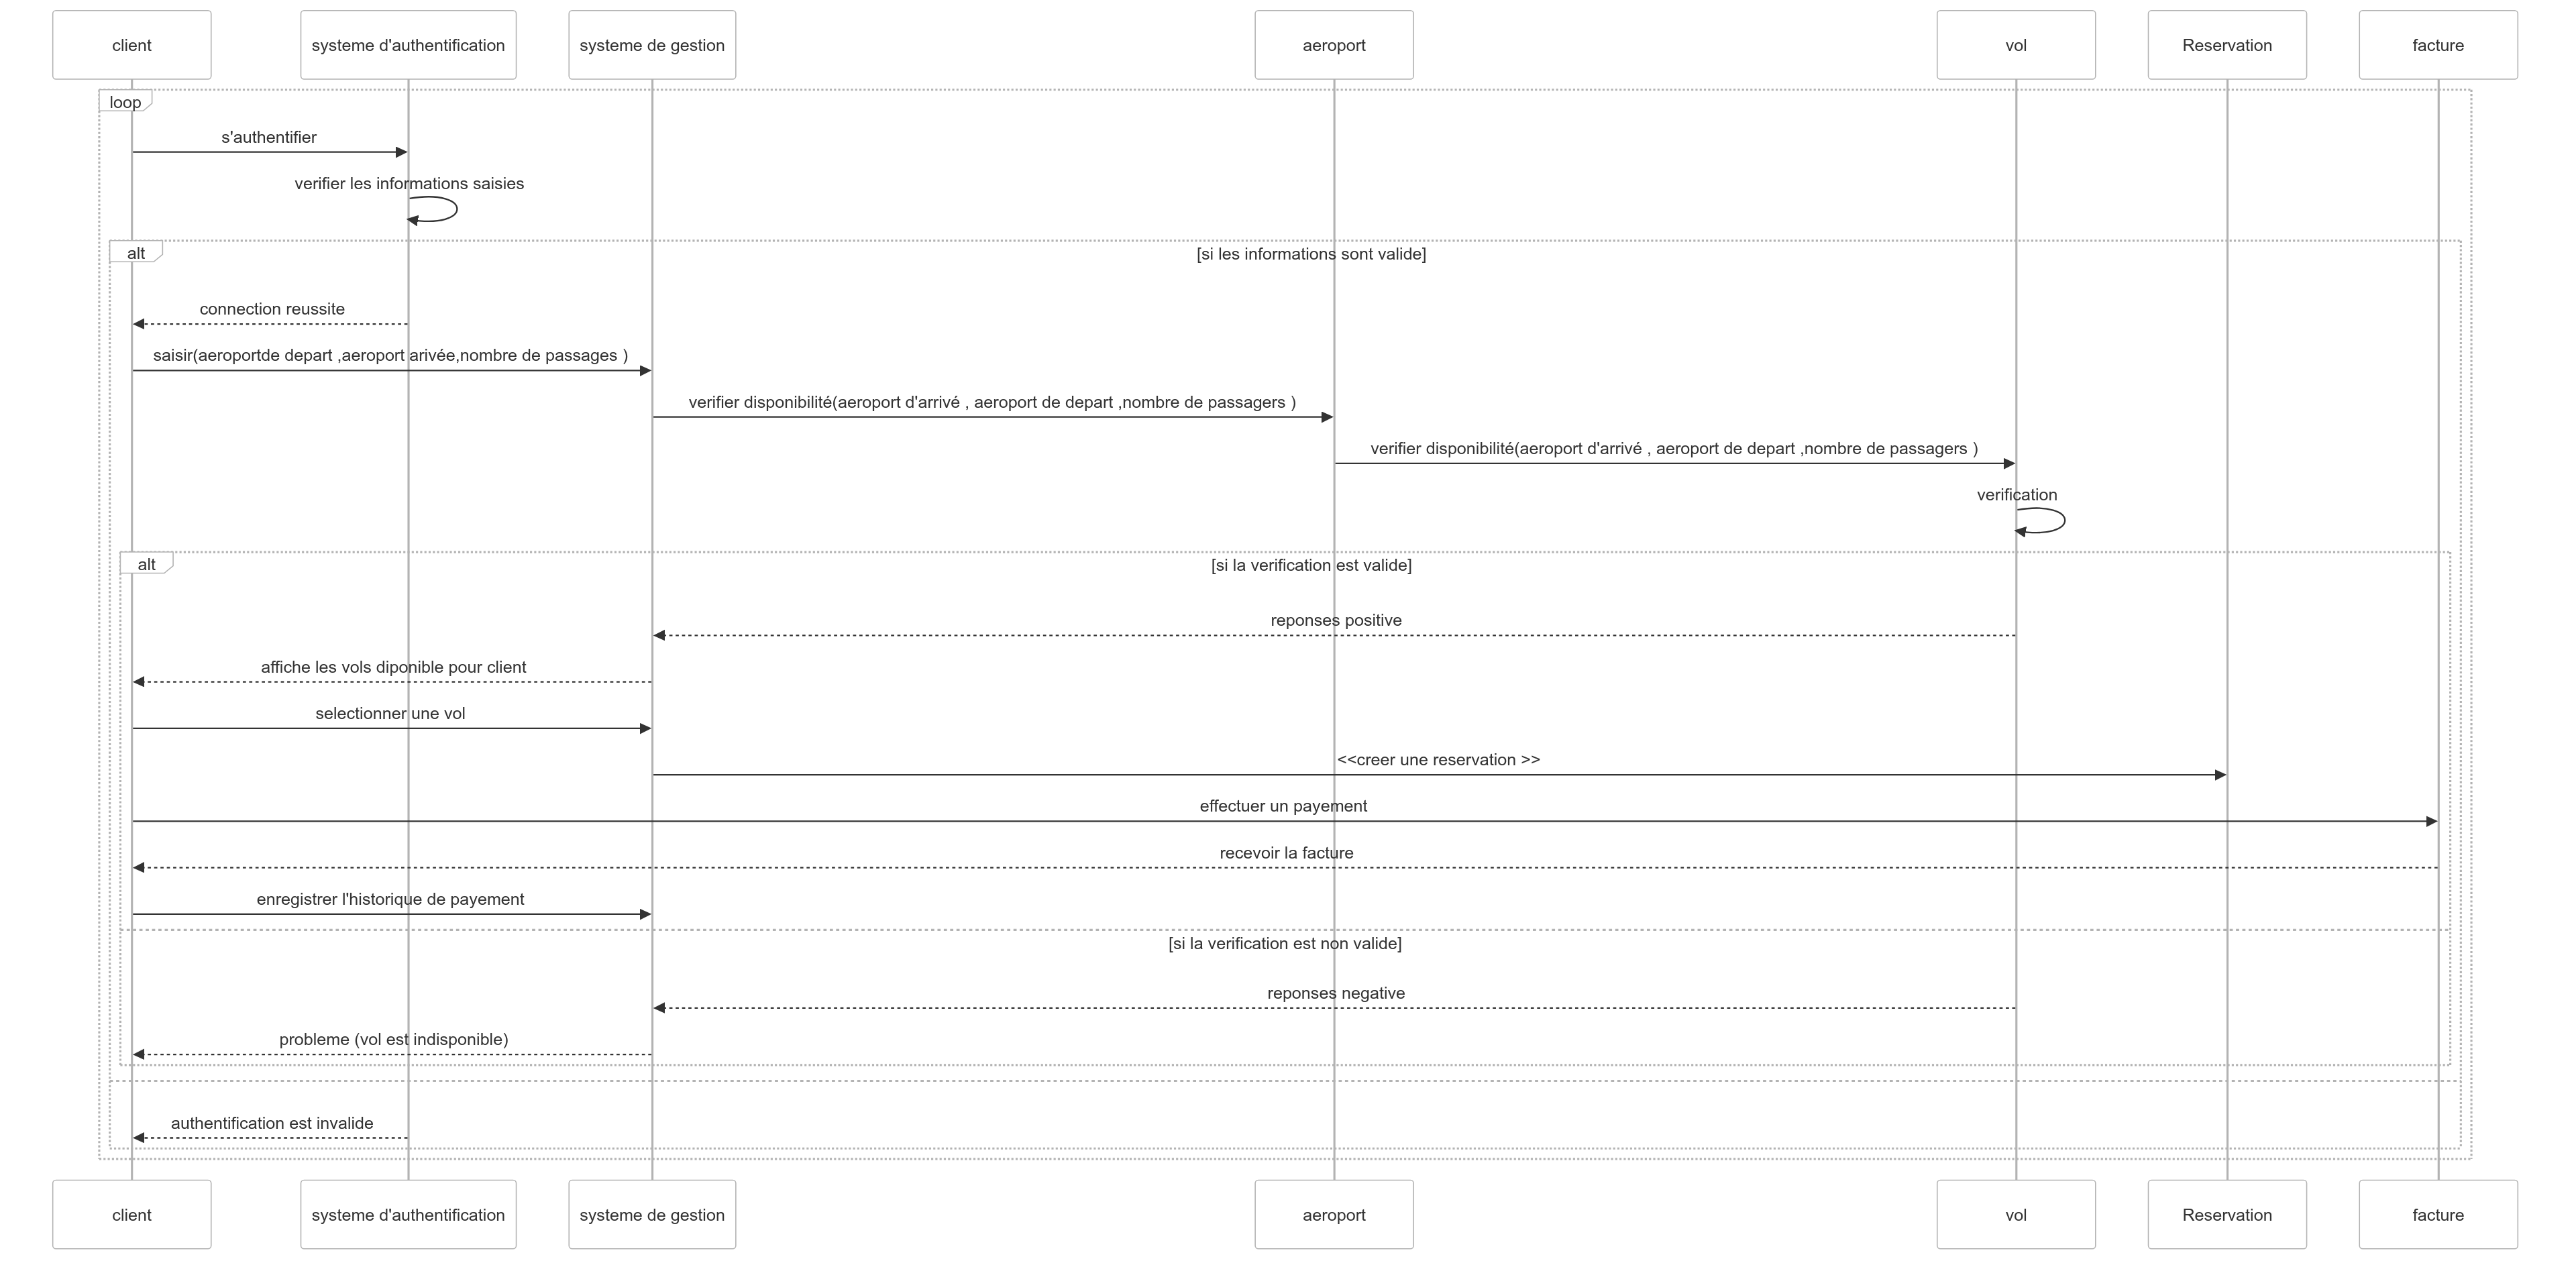 client
systeme d'authentification
systeme de gestion
aeroport
vol
Reservation
facture
loop
s'authentifier
verifier les informations saisies
alt
[si les informations sont valide]
connection reussite
saisir(aeroportde depart ,aeroport arivée,nombre de passages )
verifier disponibilité(aeroport d'arrivé , aeroport de depart ,nombre de passagers )
verifier disponibilité(aeroport d'arrivé , aeroport de depart ,nombre de passagers )
verification
alt
[si la verification est valide]
reponses positive
affiche les vols diponible pour client
selectionner une vol
<<creer une reservation >>
effectuer un payement
recevoir la facture
enregistrer l'historique de payement
[si la verification est non valide]
reponses negative
probleme (vol est indisponible)
authentification est invalide
client
systeme d'authentification
systeme de gestion
aeroport
vol
Reservation
facture